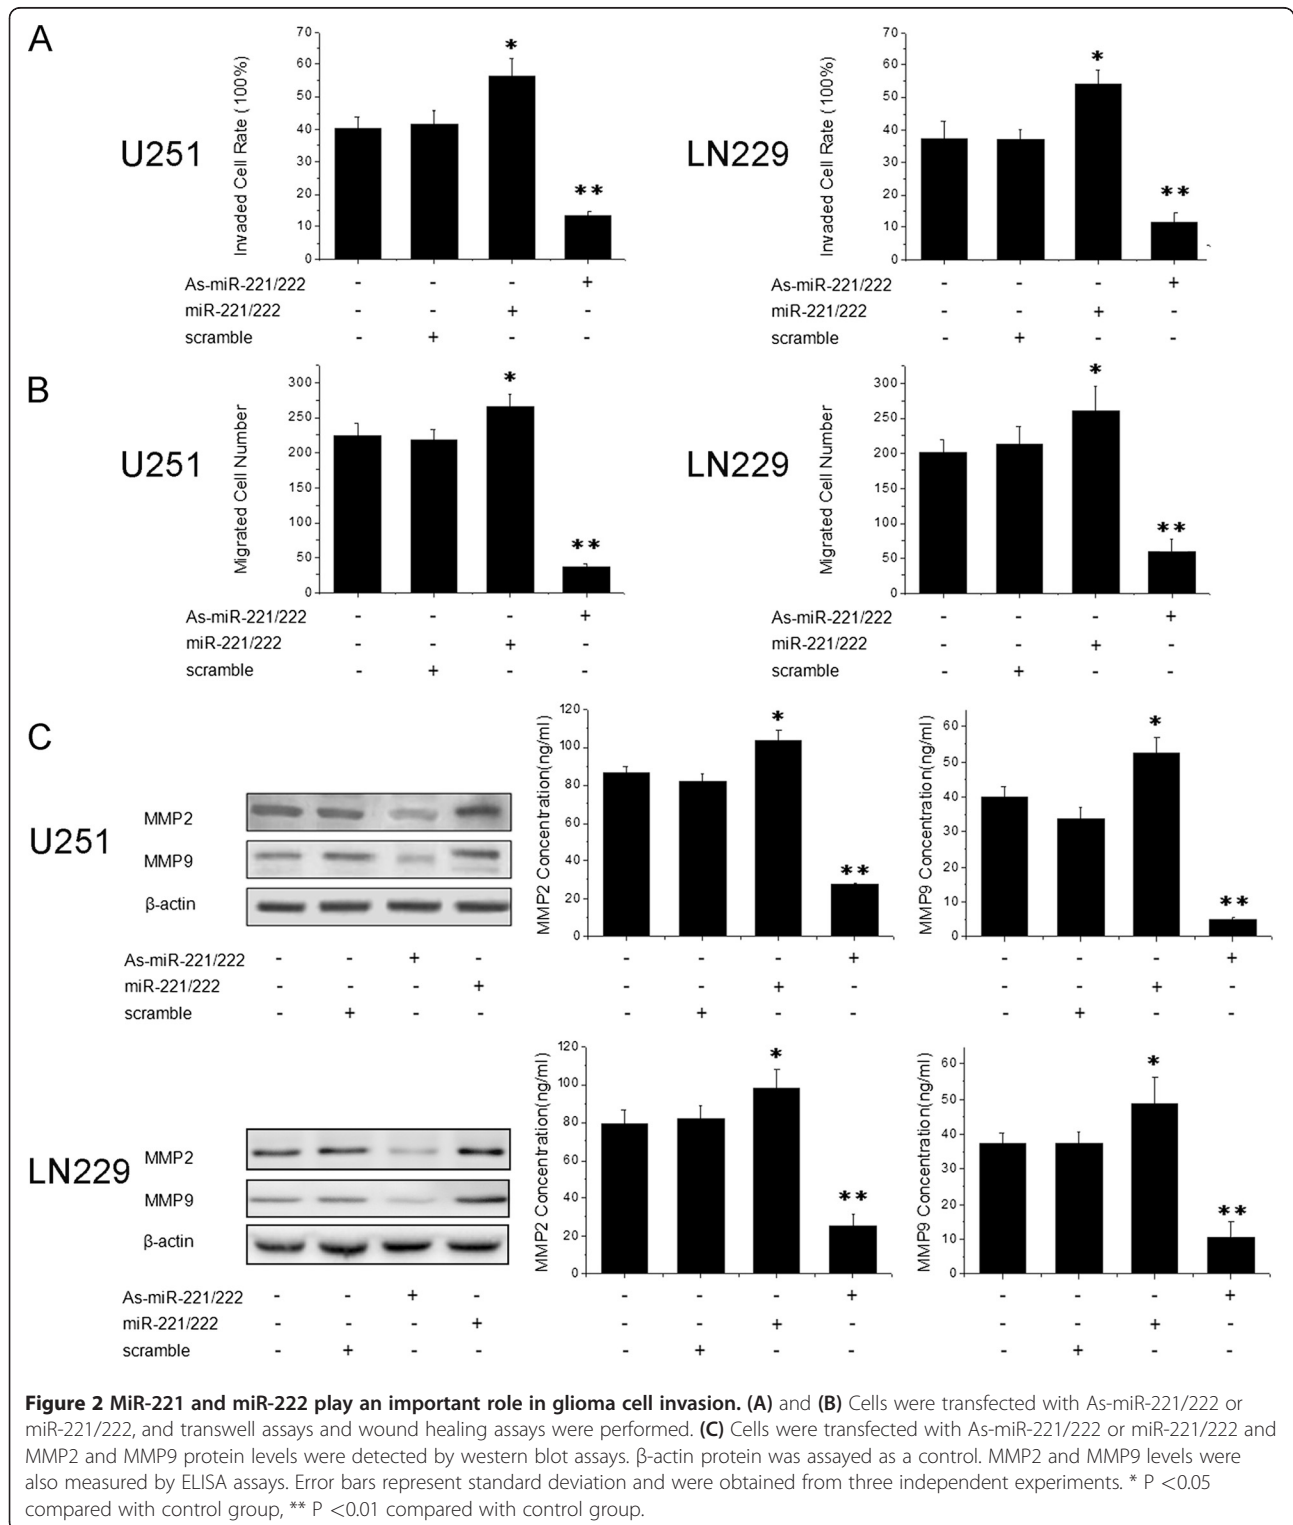 A
70
60
50
40
30
20
10
0
Invaded Cell Rate (100%)
U251
*
**
As-miR-221/222 - - - +
miR-221/222 - - + -
scramble - + - -
70
60
50
40
30
20
10
0
Invaded Cell Rate (100%)
LN229
*
**
As-miR-221/222 - - - +
miR-221/222 - - + -
scramble - + - -
B
300
250
200
150
100
50
0
Migrated Cell Number
U251
*
**
As-miR-221/222 - - - +
miR-221/222 - - + -
scramble - + - -
300
250
200
150
100
50
0
Migrated Cell Number
LN229
*
**
As-miR-221/222 - - - +
miR-221/222 - - + -
scramble - + - -
C
U251
MMP2
MMP9
β-actin
As-miR-221/222 - - + -
miR-221/222 - - - +
scramble - + - -
120
100
80
60
40
20
0
MMP2 Concentration(ng/ml)
*
**
- - - +
- - + -
- + - -
60
50
40
30
20
10
0
MMP9 Concentration(ng/ml)
*
**
- - - +
- - + -
- + - -
LN229
MMP2
MMP9
β-actin
As-miR-221/222 - - + -
miR-221/222 - - - +
scramble - + - -
120
100
80
60
40
20
0
MMP2 Concentration(ng/ml)
*
**
- - - +
- - + -
- + - -
60
50
40
30
20
10
0
MMP9 Concentration(ng/ml)
*
**
- - - +
- - + -
- + - -
Figure 2 MiR-221 and miR-222 play an important role in glioma cell invasion. (A) and (B) Cells were transfected with As-miR-221/222 or
miR-221/222, and transwell assays and wound healing assays were performed. (C) Cells were transfected with As-miR-221/222 or miR-221/222 and
MMP2 and MMP9 protein levels were detected by western blot assays. β-actin protein was assayed as a control. MMP2 and MMP9 levels were
also measured by ELISA assays. Error bars represent standard deviation and were obtained from three independent experiments. * P <0.05
compared with control group, ** P <0.01 compared with control group.